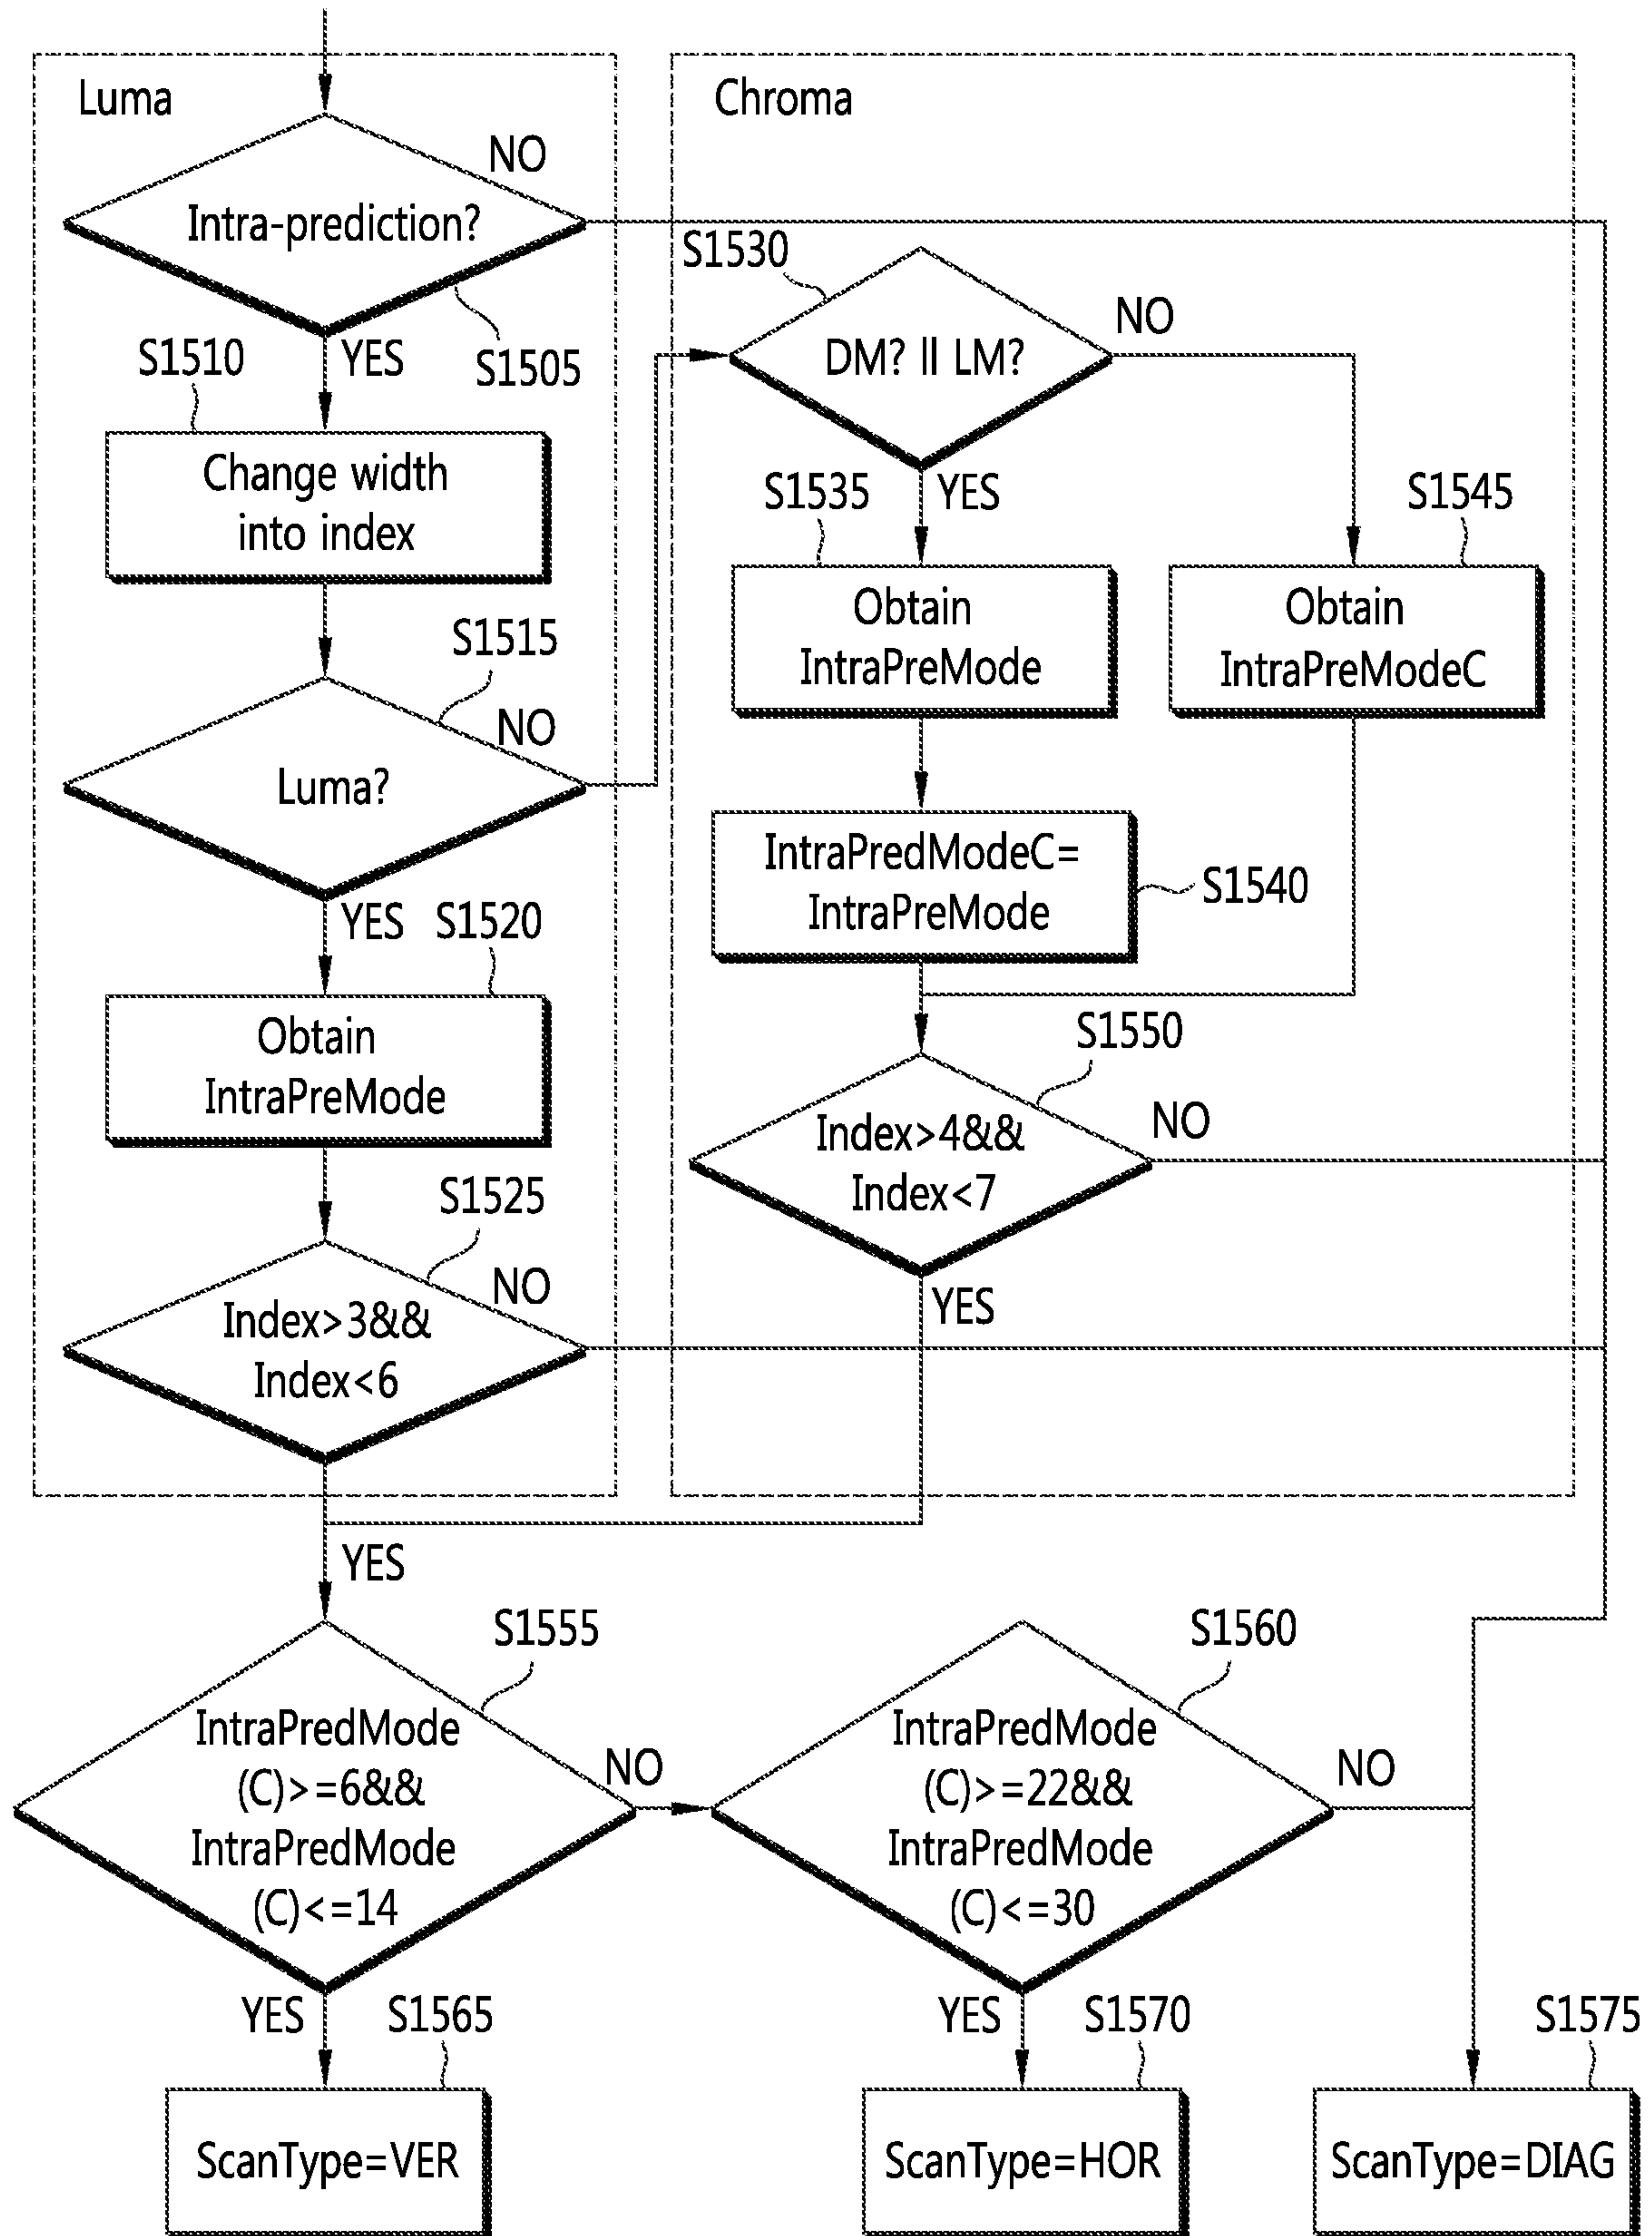 Luma
Chroma
NO
Intra-prediction?
S1505
YES
S1510
Change width
into index
S1515
NO
Luma?
YES
S1520
Obtain
IntraPreMode
S1525
NO
Index>3&&
Index<6
S1530
NO
DM? || LM?
YES
S1535
Obtain
IntraPreMode
S1545
Obtain
IntraPreModeC
IntraPredModeC=
IntraPreMode
S1540
S1550
NO
Index>4&&
Index<7
YES
YES
S1555
IntraPredMode
(C)>=6&&
IntraPredMode
(C)<=14
NO
S1560
IntraPredMode
(C)>=22&&
IntraPredMode
(C)<=30
NO
YES
S1565
ScanType=VER
YES
S1570
ScanType=HOR
S1575
ScanType=DIAG